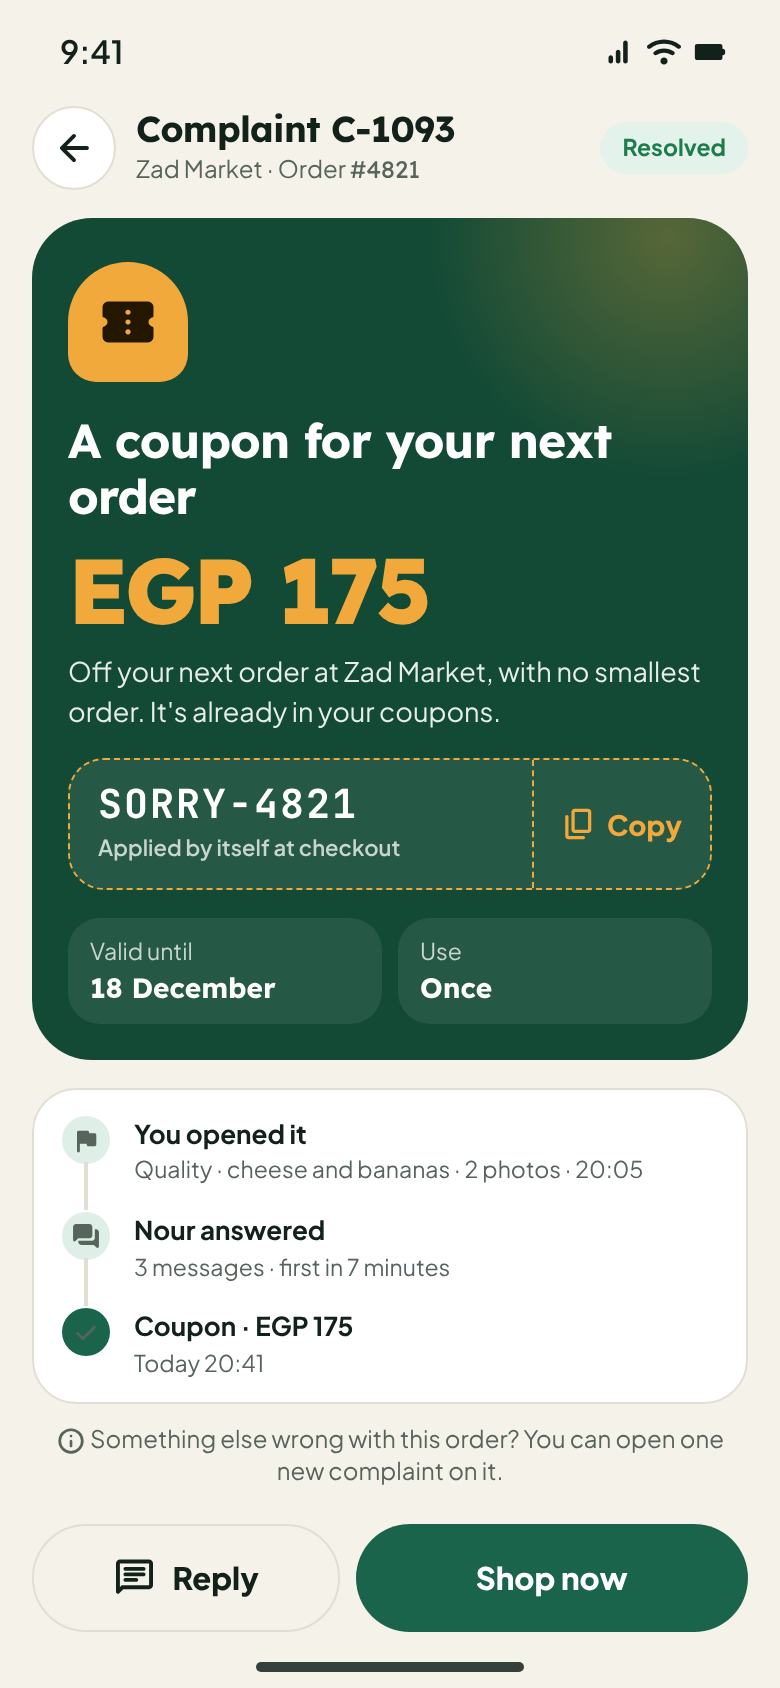 9:41
Complaint C-1093
Zad Market · Order #4821
Resolved
A coupon for your next
order
EGP 175
Off your next order at Zad Market, with no smallest
order. It's already in your coupons.
SORRY-4821
Applied by itself at checkout
Copy
Valid until
18 December
Use
Once
You opened it
Quality · cheese and bananas · 2 photos · 20:05
Nour answered
3 messages · first in 7 minutes
Coupon · EGP 175
Today 20:41
Something else wrong with this order? You can open one
new complaint on it.
Reply
Shop now